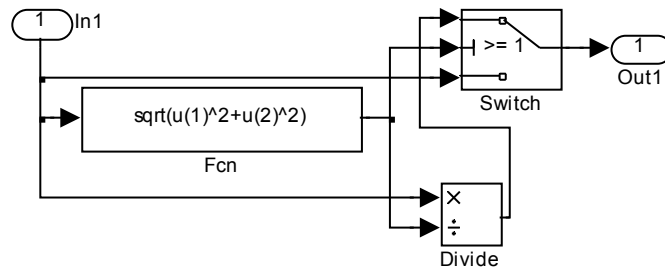 1
In1
>= 1
1
Out1
Switch
sqrt(u(1)^2+u(2)^2)
Fcn
×
÷
Divide